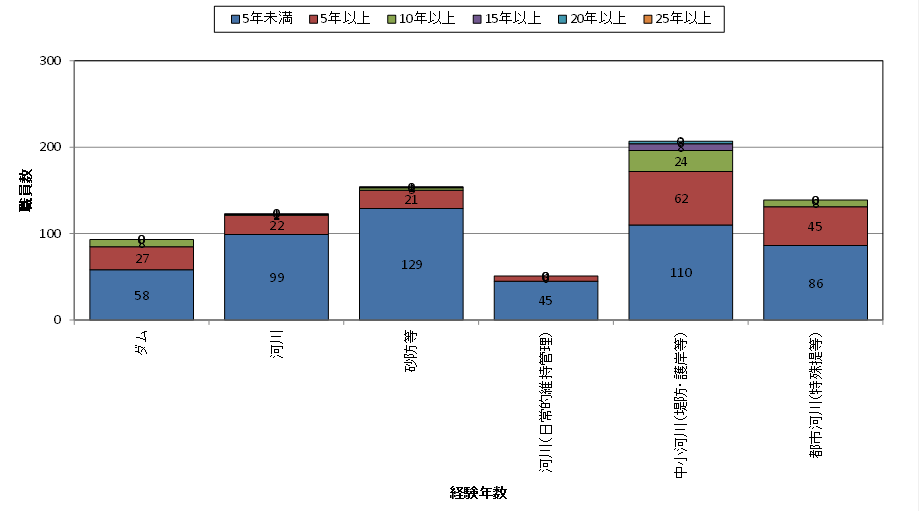 5年未満 5年以上 10年以上 15年以上 20年以上 25年以上
300
200
100
0
職員数
58 27 8
99 22
129 21
45
110 62 24 8
86 45
ダム
河川
砂防等
河川(日常的維持管理)
中小河川(堤防・護岸等)
都市河川(特殊提等)
経験年数